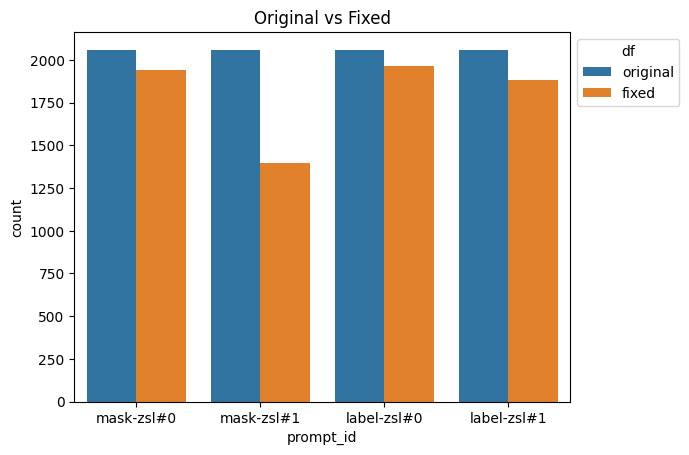 Original vs Fixed
df
original
fixed
2000
1750
1500
1250
1000
750
500
250
0
count
mask-zsl#0 mask-zsl#1 label-zsl#0 label-zsl#1
prompt_id